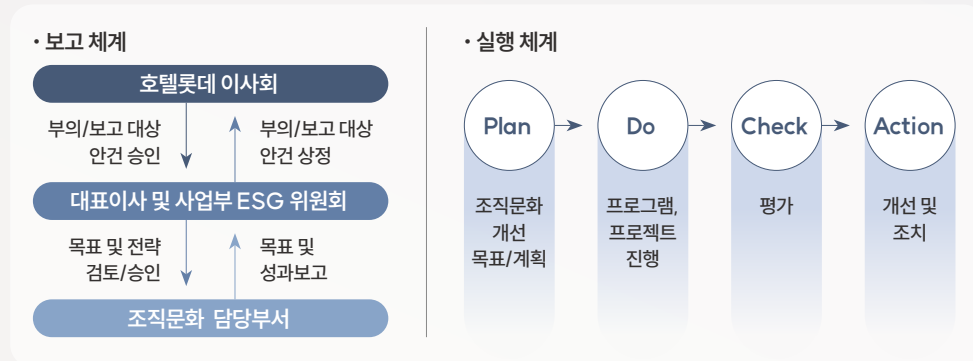 · 보고 체계
호텔롯데 이사회
부의/보고 대상
안건 승인
부의/보고 대상
안건 상정
대표이사 및 사업부 ESG 위원회
목표 및 전략
검토/승인
목표 및
성과보고
조직문화 담당부서
· 실행 체계
Plan
Do
Check
Action
조직문화
개선
목표/계획
프로그램,
프로젝트
진행
평가
개선 및
조치